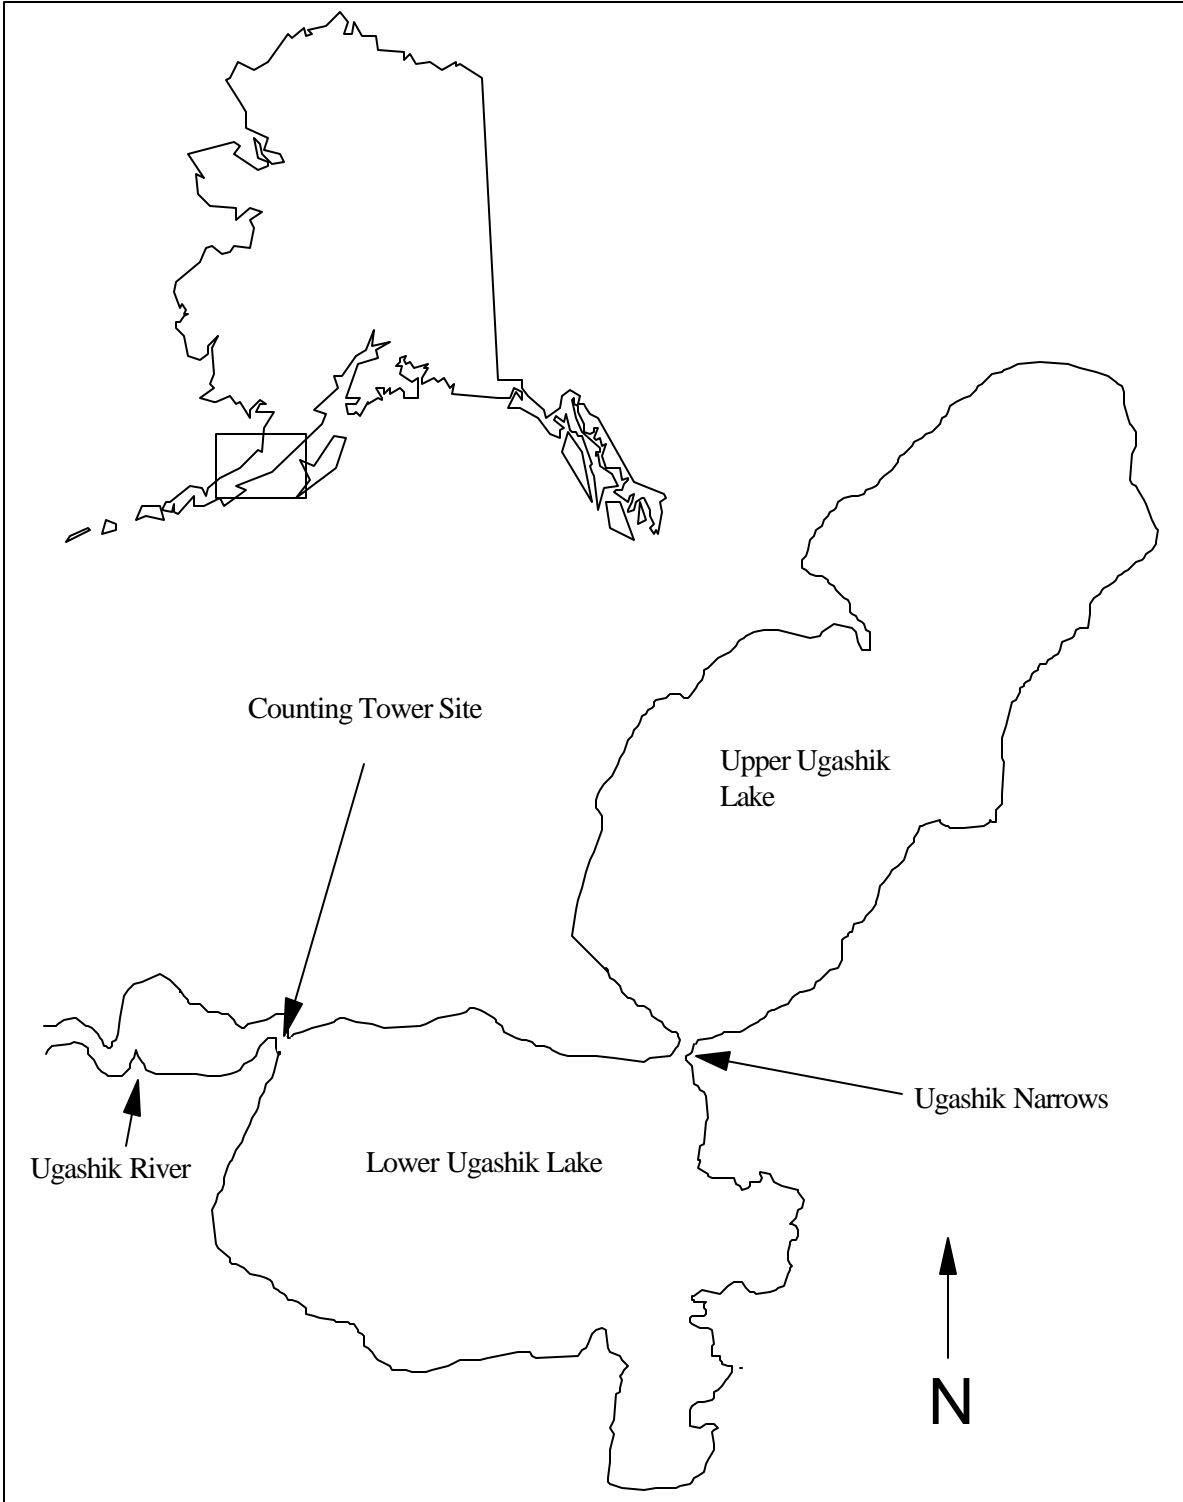 Counting Tower Site
Upper Ugashik
Lake
Ugashik Narrows
Ugashik River
Lower Ugashik Lake
N